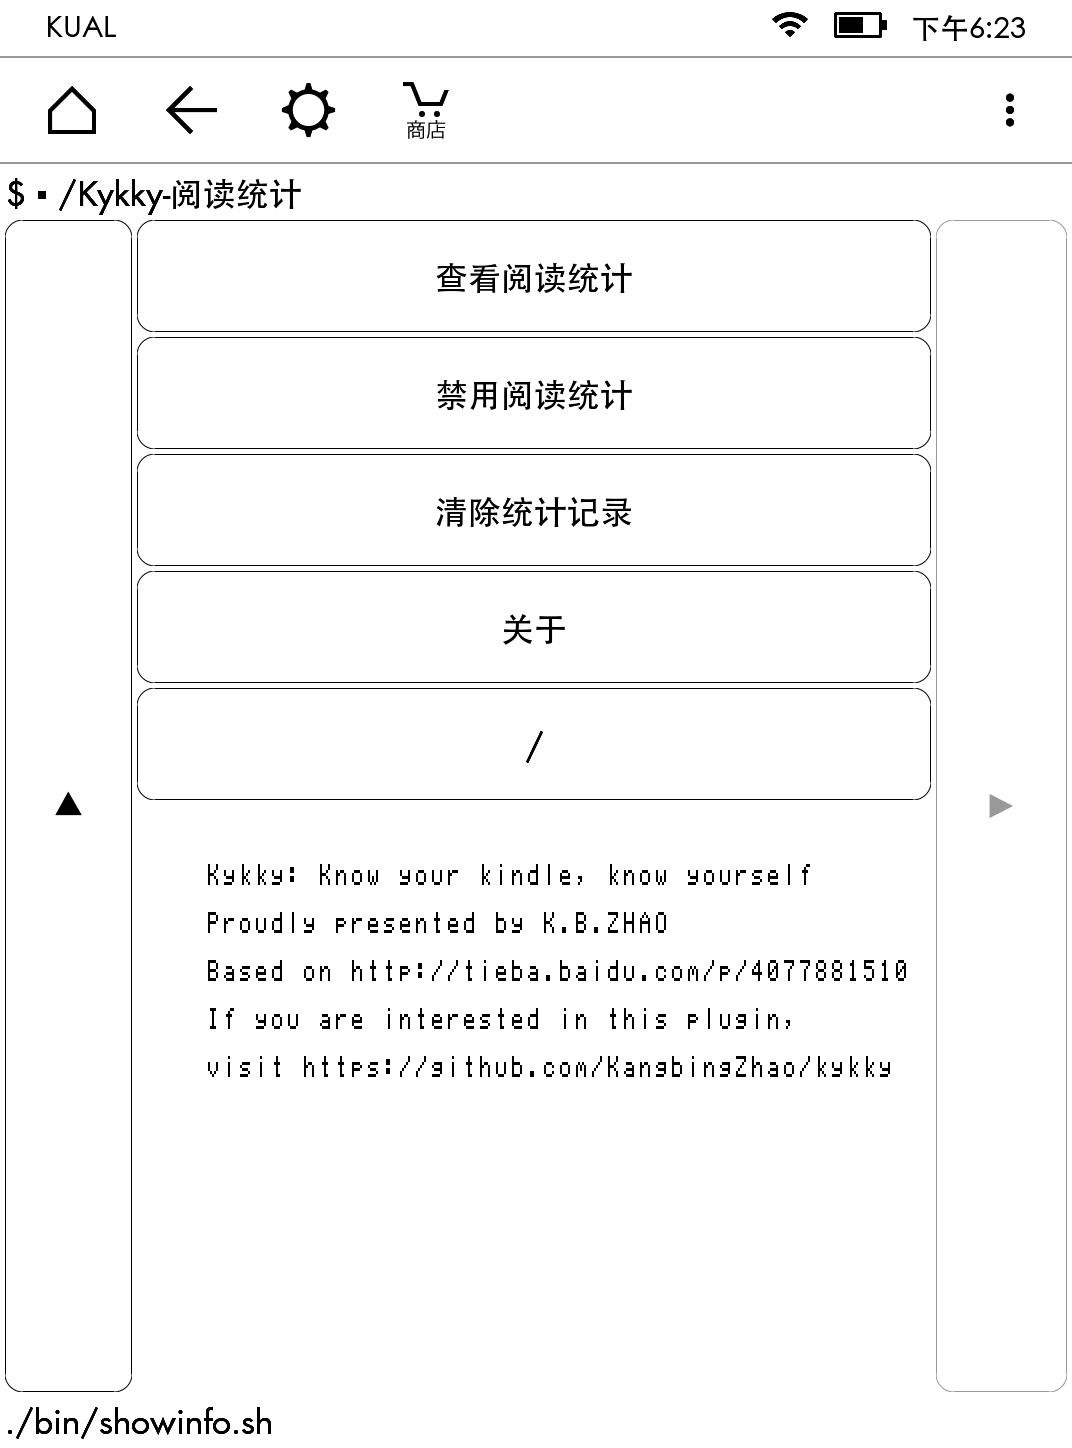 KUAL 下午6:23
商店
$ ▪ /Kykky-阅读统计
查看阅读统计
禁用阅读统计
清除统计记录
关于
/
Kykky: Know your kindle, know yourself
Proudly presented by K.B.ZHAO
Based on http://tieba.baidu.com/p/4077881510
If you are interested in this plugin,
visit https://github.com/KangbingZhao/kykky
./bin/showinfo.sh